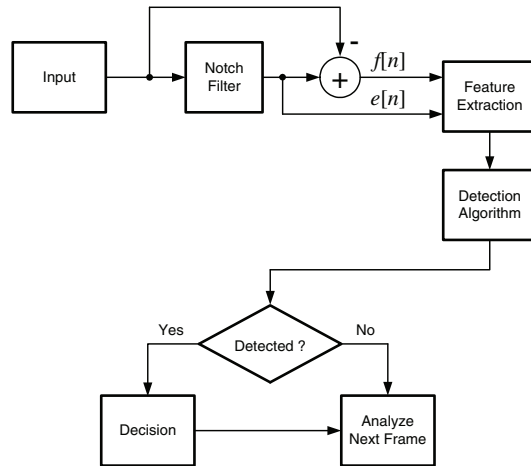 Input
Notch
Filter
-
+
f[n]
e[n]
Feature
Extraction
Detection
Algorithm
Detected ?
Yes
No
Decision
Analyze
Next Frame